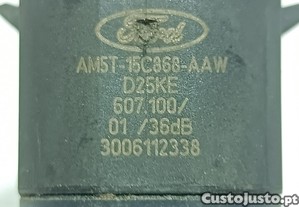 Ford
AM5T-15C868-AAW
D25KE
607.100/
01 /36dB
3006112338
CustoJusto.pt